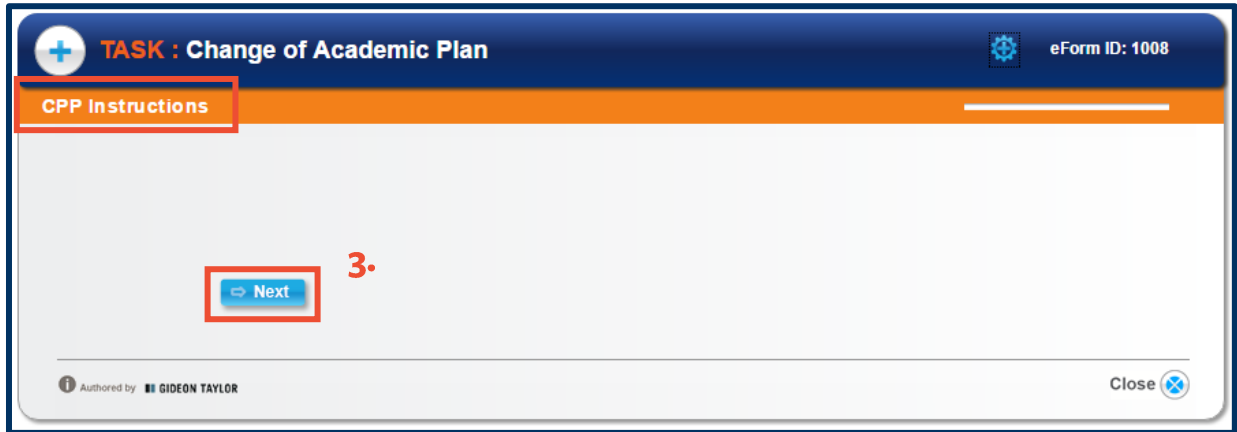 TASK : Change of Academic Plan
eForm ID: 1008
CPP Instructions
3.
⇨ Next
Authored by GIDEON TAYLOR
Close